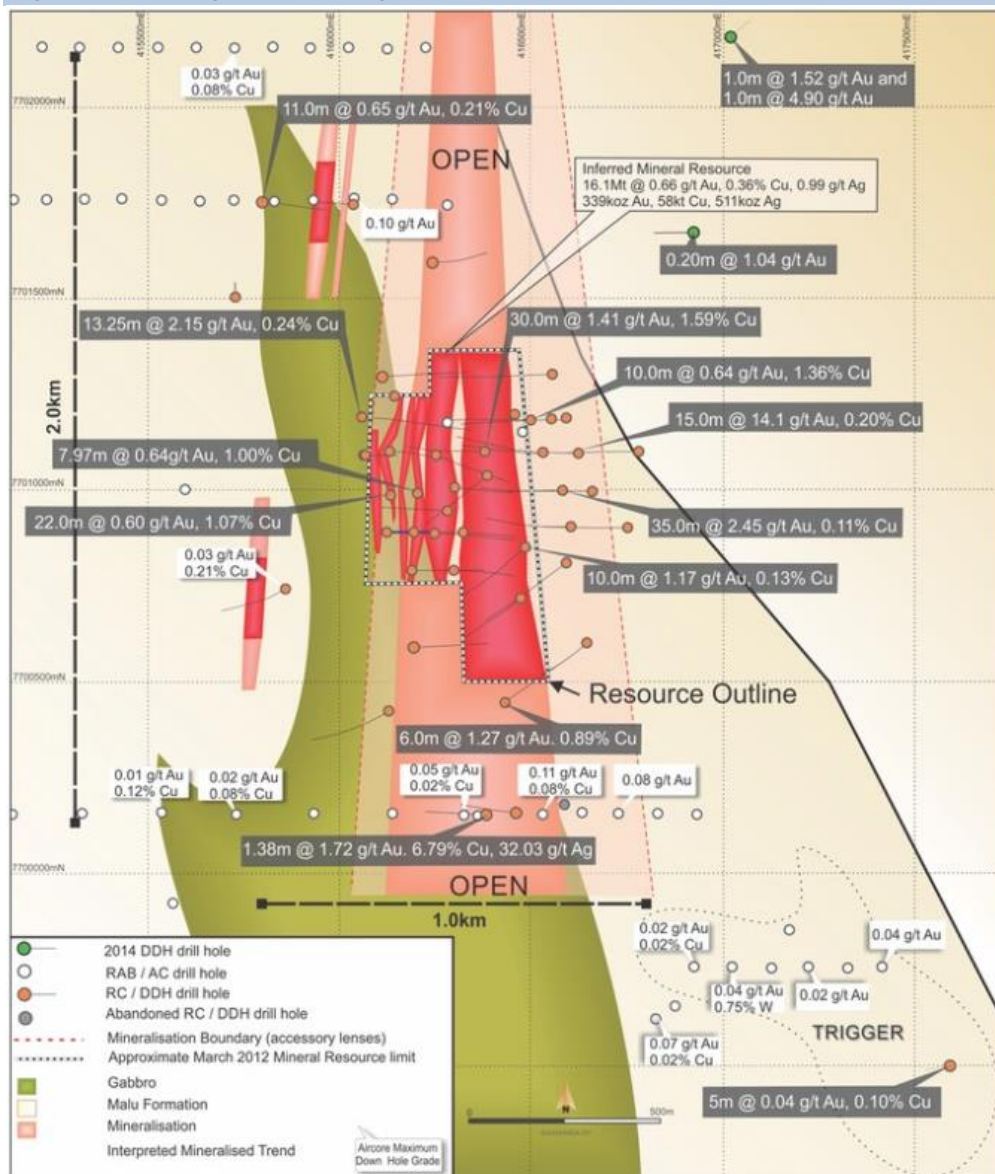 415500mE
416000mE
416500mE
417000mE
417500mE
0.03 g/t Au
0.08% Cu
1.0m @ 1.52 g/t Au and
1.0m @ 4.90 g/t Au
7702000mN
11.0m @ 0.65 g/t Au, 0.21% Cu
OPEN
Inferred Mineral Resource
16.1Mt @ 0.66 g/t Au, 0.36% Cu, 0.99 g/t Ag
339koz Au, 58kt Cu, 511koz Ag
0.10 g/t Au
0.20m @ 1.04 g/t Au
7701500mN
13.25m @ 2.15 g/t Au, 0.24% Cu
30.0m @ 1.41 g/t Au, 1.59% Cu
10.0m @ 0.64 g/t Au, 1.36% Cu
2.0km
15.0m @ 14.1 g/t Au, 0.20% Cu
7.97m @ 0.64g/t Au, 1.00% Cu
7701000mN
22.0m @ 0.60 g/t Au, 1.07% Cu
35.0m @ 2.45 g/t Au, 0.11% Cu
0.03 g/t Au
0.21% Cu
10.0m @ 1.17 g/t Au, 0.13% Cu
7700500mN
Resource Outline
6.0m @ 1.27 g/t Au. 0.89% Cu
0.01 g/t Au
0.12% Cu
0.02 g/t Au
0.08% Cu
0.05 g/t Au
0.02% Cu
0.11 g/t Au
0.08% Cu
0.08 g/t Au
1.38m @ 1.72 g/t Au. 6.79% Cu, 32.03 g/t Ag
7700000mN
OPEN
1.0km
0.02 g/t Au
0.02% Cu
0.04 g/t Au
0.04 g/t Au
0.75% W
0.02 g/t Au
TRIGGER
0.07 g/t Au
0.02% Cu
5m @ 0.04 g/t Au, 0.10% Cu
2014 DDH drill hole
RAB / AC drill hole
RC / DDH drill hole
Abandoned RC / DDH drill hole
Mineralisation Boundary (accessory lenses)
Approximate March 2012 Mineral Resource limit
Gabbro
Malu Formation
Mineralisation
Interpreted Mineralised Trend
Aircore Maximum
Down Hole Grade
N
0
500m